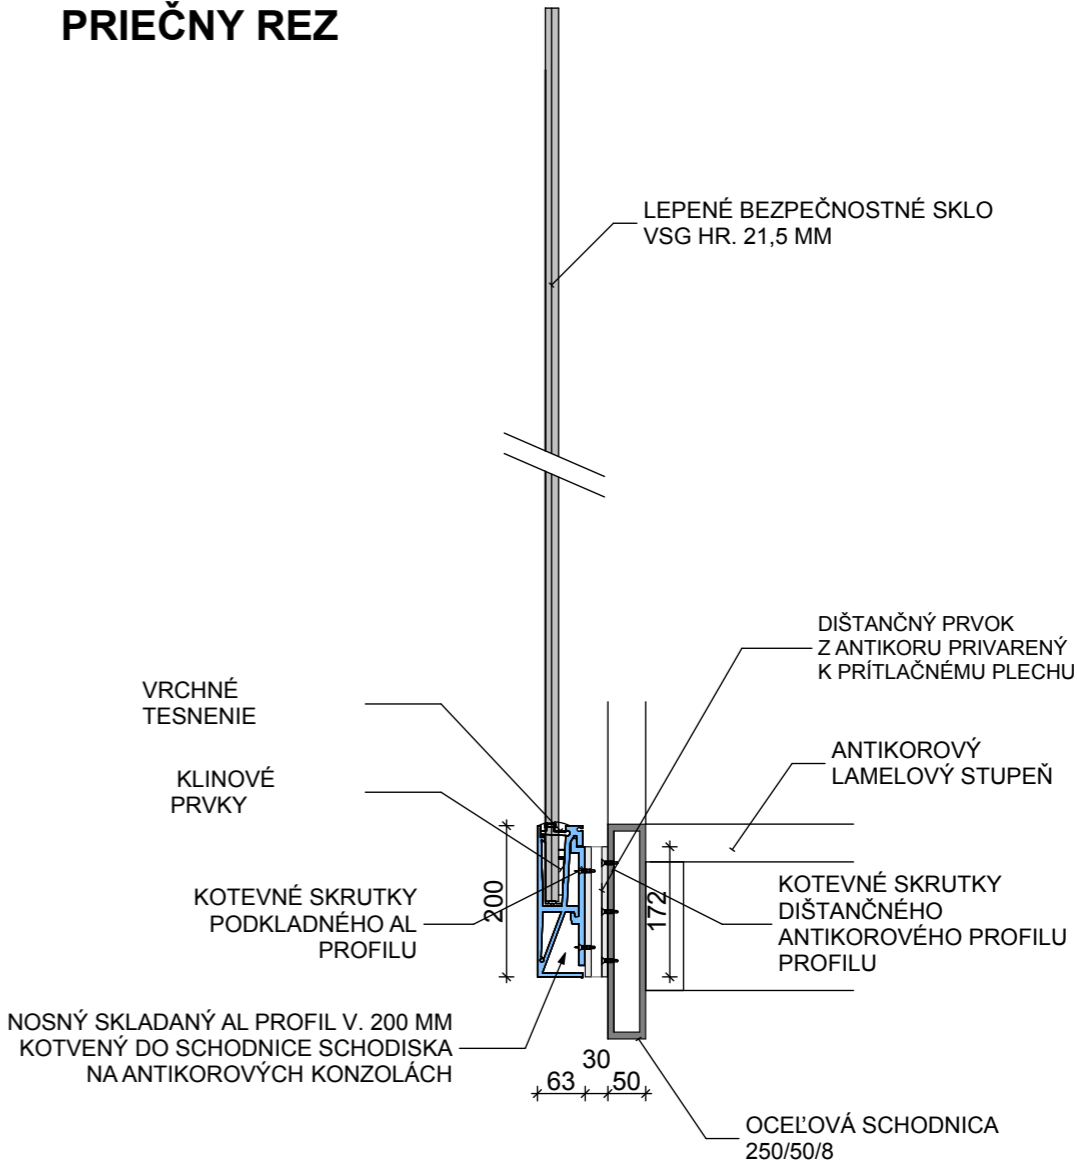 PRIEČNY REZ
LEPENÉ BEZPEČNOSTNÉ SKLO
VSG HR. 21,5 MM
DIŠTANČNÝ PRVOK
Z ANTIKORU PRIVARENÝ
K PRÍTLAČNÉMU PLECHU
VRCHNÉ
TESNENIE
ANTIKOROVÝ
LAMELOVÝ STUPEŇ
KLINOVÉ
PRVKY
KOTEVNÉ SKRUTKY
PODKLADNÉHO AL
PROFILU
200
172
KOTEVNÉ SKRUTKY
DIŠTANČNÉHO
ANTIKOROVÉHO PROFILU
PROFILU
NOSNÝ SKLADANÝ AL PROFIL V. 200 MM
KOTVENÝ DO SCHODNICE SCHODISKA
NA ANTIKOROVÝCH KONZOLÁCH
30
63
50
OCEĽOVÁ SCHODNICA
250/50/8